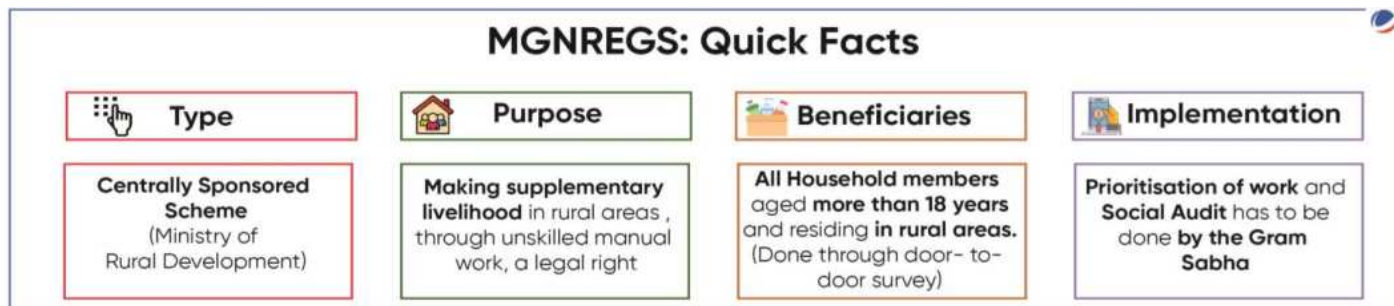 MGNREGS: Quick Facts
Type
Centrally Sponsored
Scheme
(Ministry of
Rural Development)
Purpose
Making supplementary
livelihood in rural areas ,
through unskilled manual
work, a legal right
Beneficiaries
All Household members
aged more than 18 years
and residing in rural areas.
(Done through door- to-
door survey)
Implementation
Prioritisation of work and
Social Audit has to be
done by the Gram
Sabha